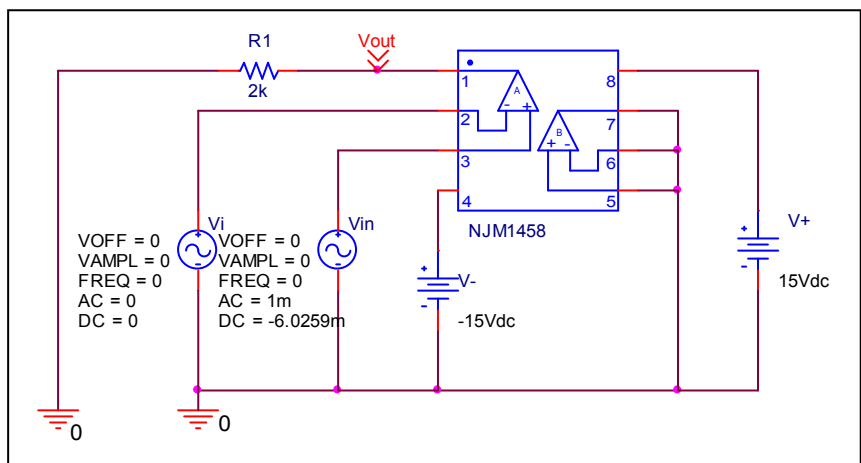 R1
2k
Vout
1
2
3
4
8
7
6
5
A
B
- +
+ -
NJM1458
+
Vi
-
VOFF = 0
VAMPL = 0
FREQ = 0
AC = 0
DC = 0
+
Vin
-
VOFF = 0
VAMPL = 0
FREQ = 0
AC = 1m
DC = -6.0259m
+
V-
-
-15Vdc
+
V+
-
15Vdc
0
0